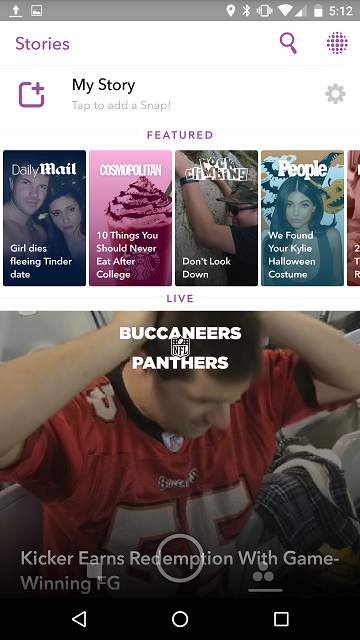 5:12
Stories
My Story
Tap to add a Snap!
FEATURED
Daily Mail
Girl dies
fleeing Tinder
date
COSMOPOLITAN
10 Things You
Should Never
Eat After
College
ROCK
CLIMBING
Don't Look
Down
People
We Found
Your Kylie
Halloween
Costume
LIVE
BUCCANEERS
NFL
PANTHERS
Buccaneers
Kicker Earns Redemption With Game-
Winning FG